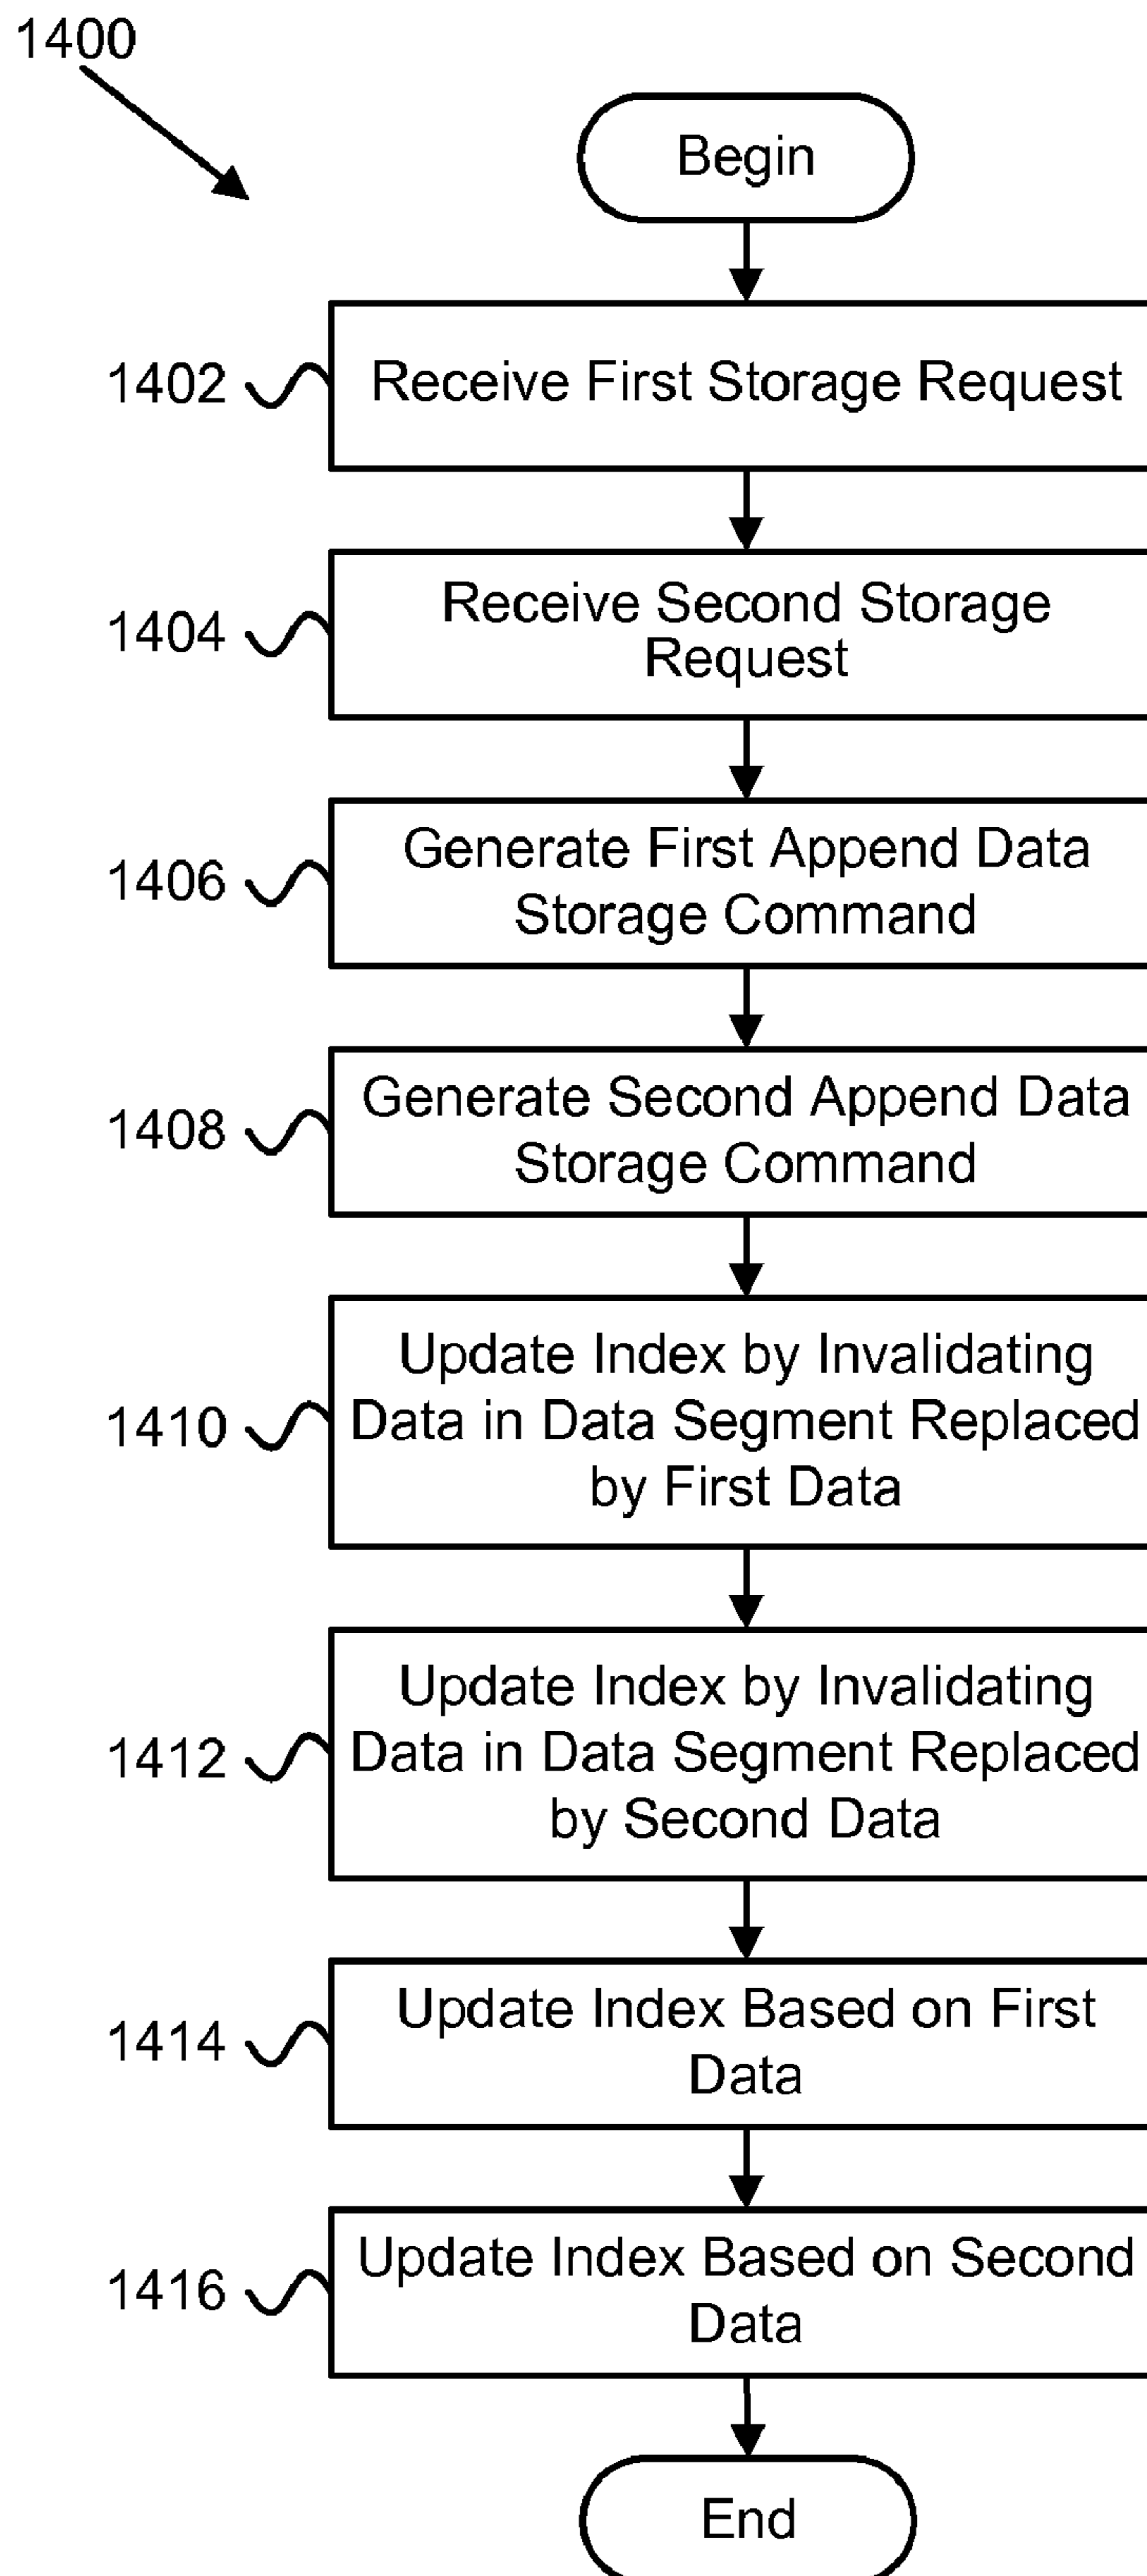 1400
Begin
1402
Receive First Storage Request
1404
Receive Second Storage
Request
1406
Generate First Append Data
Storage Command
1408
Generate Second Append Data
Storage Command
1410
Update Index by Invalidating
Data in Data Segment Replaced
by First Data
1412
Update Index by Invalidating
Data in Data Segment Replaced
by Second Data
1414
Update Index Based on First
Data
1416
Update Index Based on Second
Data
End